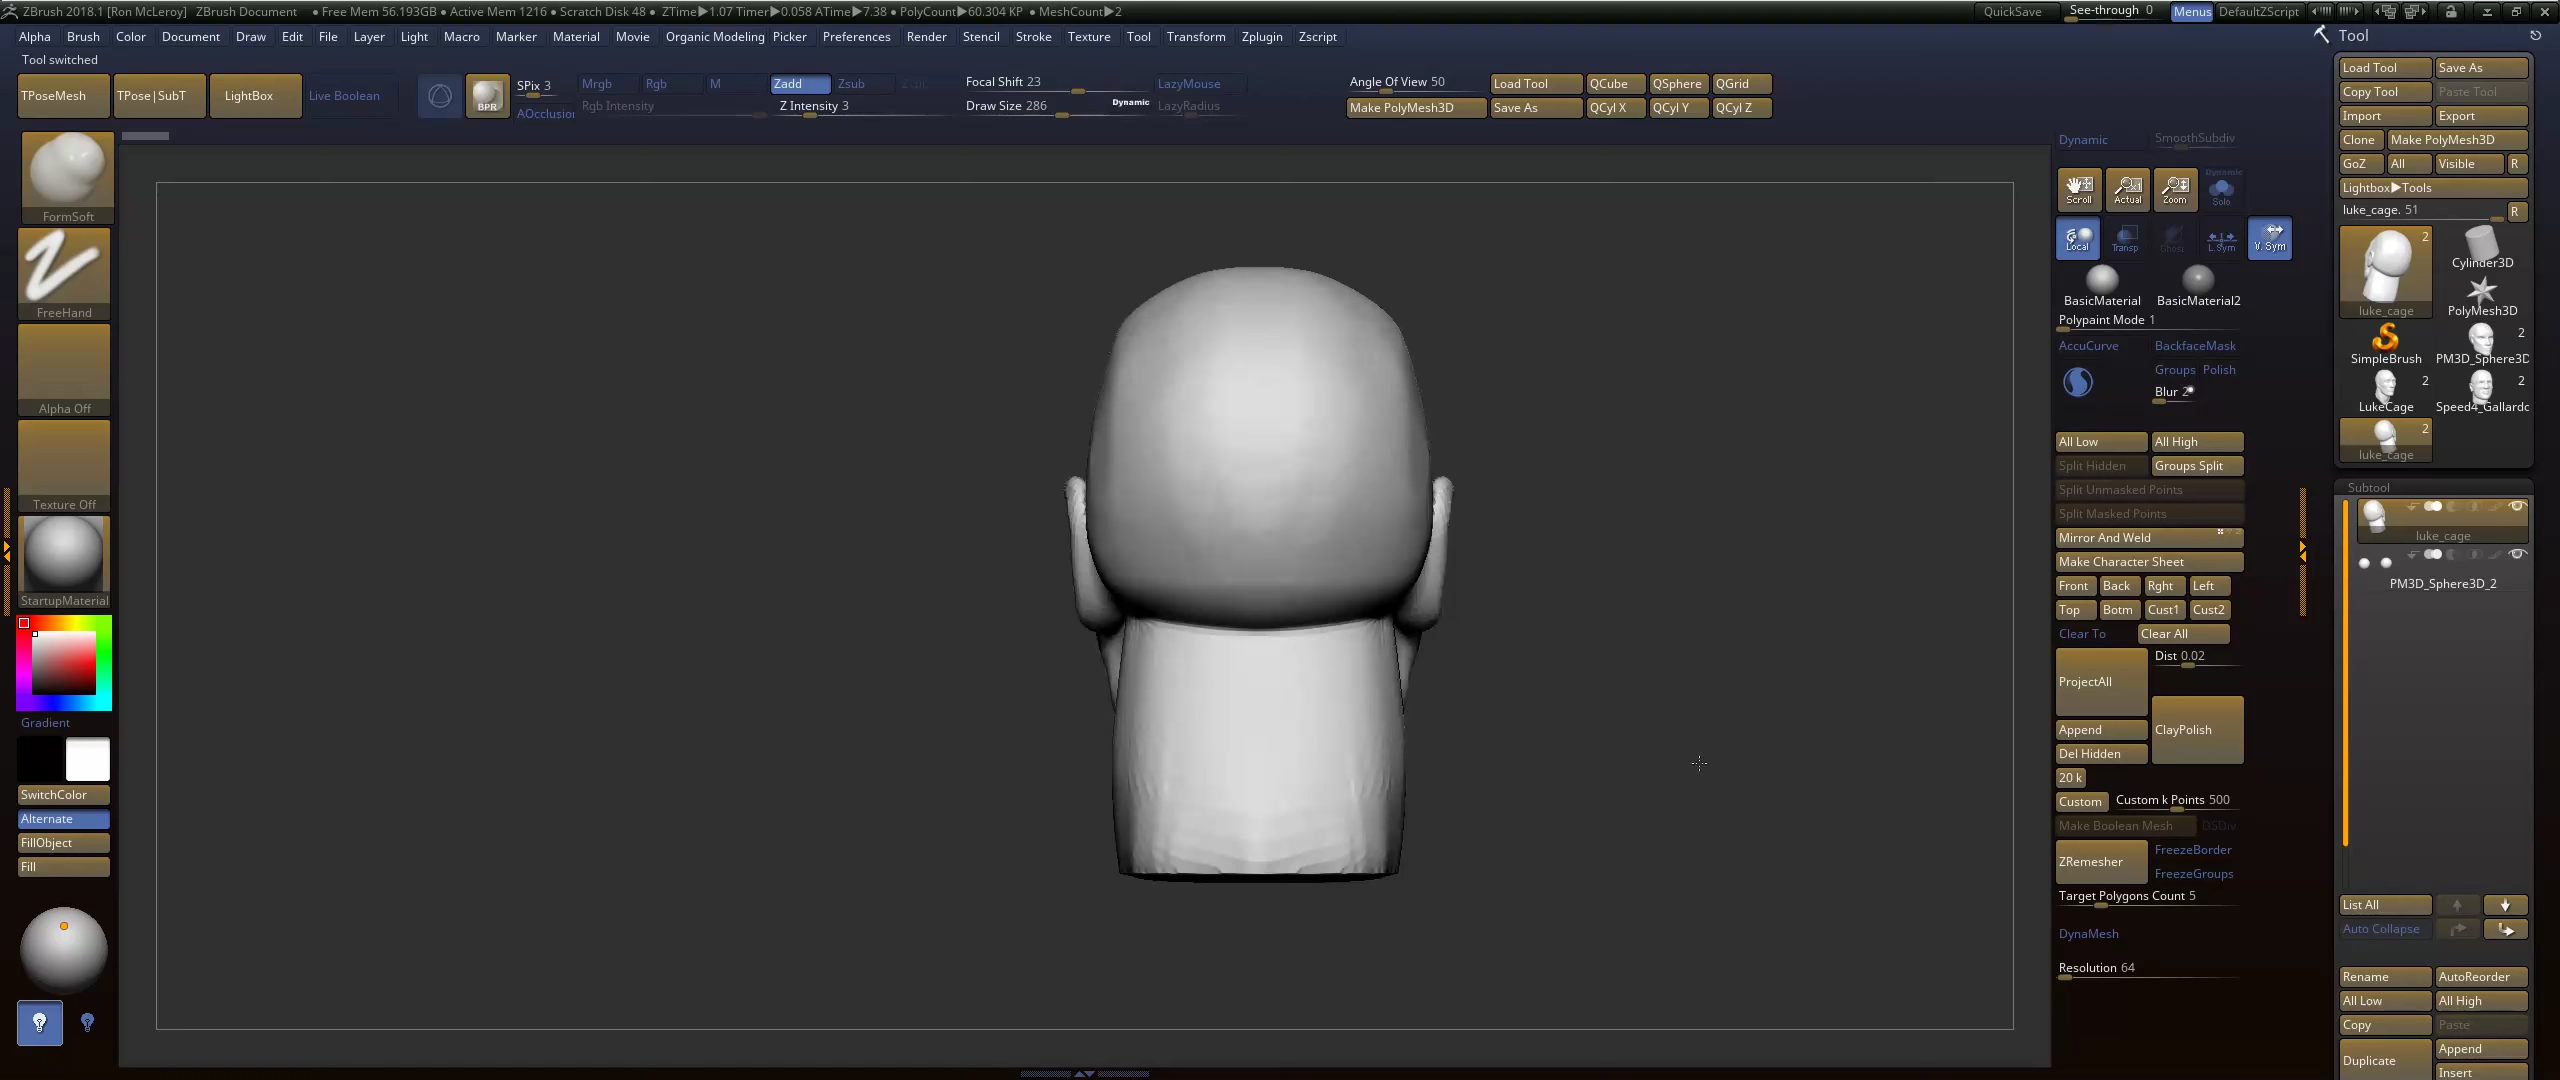 ZBrush 2018.1 [Ron McLeroy] ZBrush Document ● Free Mem 56.193GB ● Active Mem 1216 ● Scratch Disk 48 ● ZTime▶1.07 Timer▶0.058 ATime▶7.38 ● PolyCount▶60.304 KP ● MeshCount▶2 QuickSave See-through 0 Menus DefaultZScript
Alpha Brush Color Document Draw Edit File Layer Light Macro Marker Material Movie Organic Modeling Picker Preferences Render Stencil Stroke Texture Tool Transform Zplugin Zscript
Tool switched
TPoseMesh TPose|SubT LightBox Live Boolean
BPR
SPix 3
AOcclusion
Mrgb Rgb M Zadd Zsub
Rgb Intensity Z Intensity 3
Focal Shift 23
Draw Size 286 Dynamic
LazyMouse
LazyRadius
Angle Of View 50 Load Tool QCube QSphere QGrid
Make PolyMesh3D Save As QCyl X QCyl Y QCyl Z
FormSoft
FreeHand
Alpha Off
Texture Off
StartupMaterial
Gradient
SwitchColor
Alternate
FillObject
Fill
Dynamic SmoothSubdiv
Scroll Actual Zoom Dynamic Solo
Local Transp Ghost L.Sym V. Sym
BasicMaterial BasicMaterial2
Polypaint Mode 1
AccuCurve BackfaceMask
Groups Polish
Blur 2
All Low All High
Split Hidden Groups Split
Split Unmasked Points
Split Masked Points
Mirror And Weld
Make Character Sheet
Front Back Rght Left
Top Botm Cust1 Cust2
Clear To Clear All
ProjectAll Dist 0.02
Append ClayPolish
Del Hidden
20 k
Custom Custom k Points 500
Make Boolean Mesh DSDiv
ZRemesher FreezeBorder
FreezeGroups
Target Polygons Count 5
DynaMesh
Resolution 64
Tool
Load Tool Save As
Copy Tool Paste Tool
Import Export
Clone Make PolyMesh3D
GoZ All Visible R
Lightbox▶Tools
luke_cage. 51 R
2
luke_cage Cylinder3D
PolyMesh3D
SimpleBrush 2 PM3D_Sphere3D
2 LukeCage 2 Speed4_Gallardo
2 luke_cage
Subtool
luke_cage
PM3D_Sphere3D_2
List All
Auto Collapse
Rename AutoReorder
All Low All High
Copy Paste
Duplicate Append
Insert